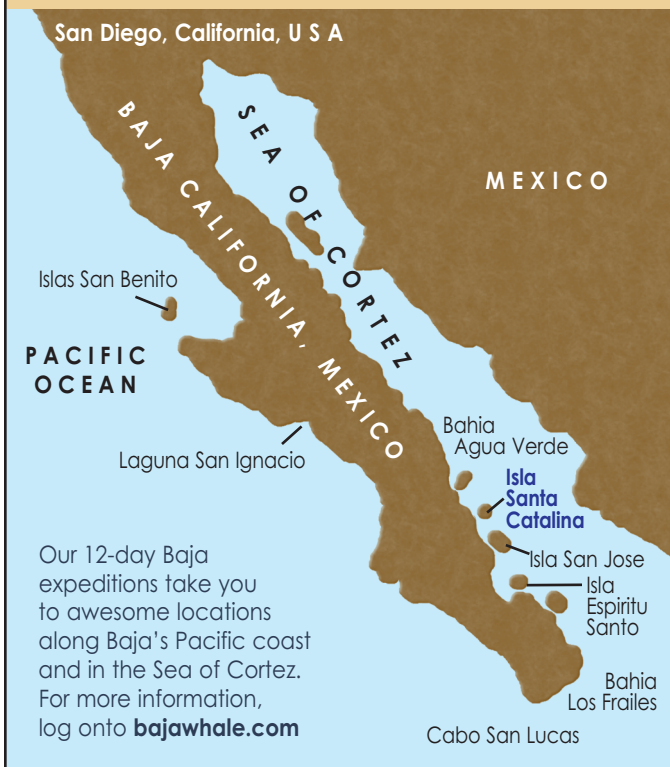 San Diego, California, U S A
SEA OF CORTEZ
BAJA CALIFORNIA, MEXICO
MEXICO
Islas San Benito
PACIFIC
OCEAN
Laguna San Ignacio
Bahia
Agua Verde
Isla
Santa
Catalina
Isla San Jose
Isla
Espiritu
Santo
Bahia
Los Frailes
Cabo San Lucas
Our 12-day Baja
expeditions take you
to awesome locations
along Baja’s Pacific coast
and in the Sea of Cortez.
For more information,
log onto bajawhale.com